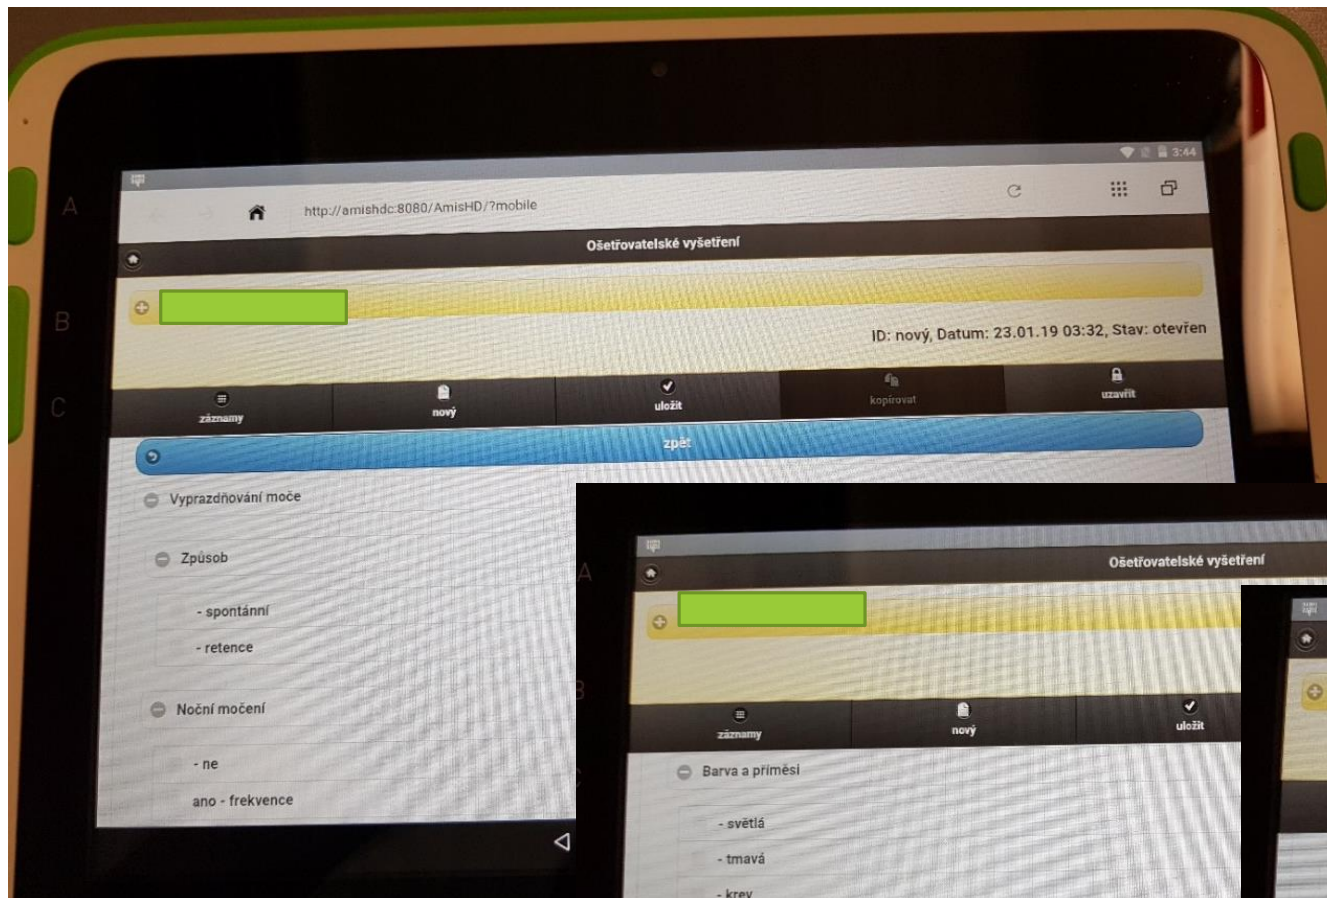 A
B
C
3:44
http://amishdc:8080/AmisHD/?mobile
Ošetřovatelské vyšetření
ID: nový, Datum: 23.01.19 03:32, Stav: otevřen
záznamy
nový
uložit
kopírovat
uzavřít
zpět
Vyprazdňování moče
Způsob
- spontánní
- retence
Noční močení
- ne
ano - frekvence
A
B
C
Ošetřovatelské vyšetření
záznamy
nový
uložit
Barva a příměsi
- světlá
- tmavá
- krev